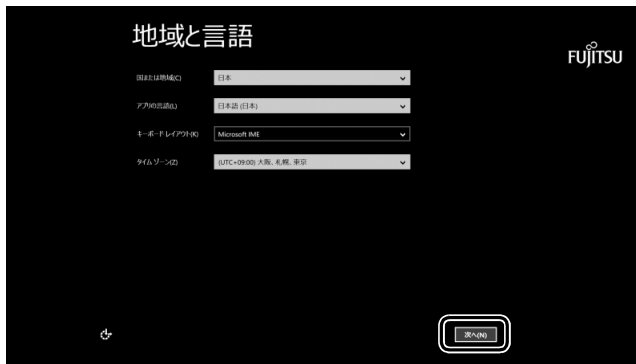 地域と言語
FUJITSU
国または地域(C)
日本
アプリの言語(L)
日本語 (日本)
キーボード レイアウト(K)
Microsoft IME
タイム ゾーン(Z)
(UTC+09:00) 大阪、札幌、東京
次へ(N)